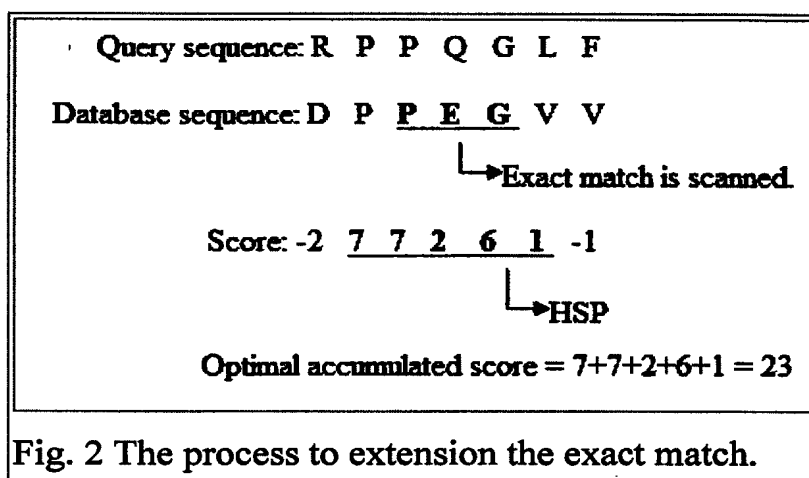 Query sequence: R P P Q G L F
Database sequence: D P P E G V V
Exact match is scanned.
Score: -2 7 7 2 6 1 -1
HSP
Optimal accumulated score = 7+7+2+6+1 = 23
Fig. 2 The process to extension the exact match.